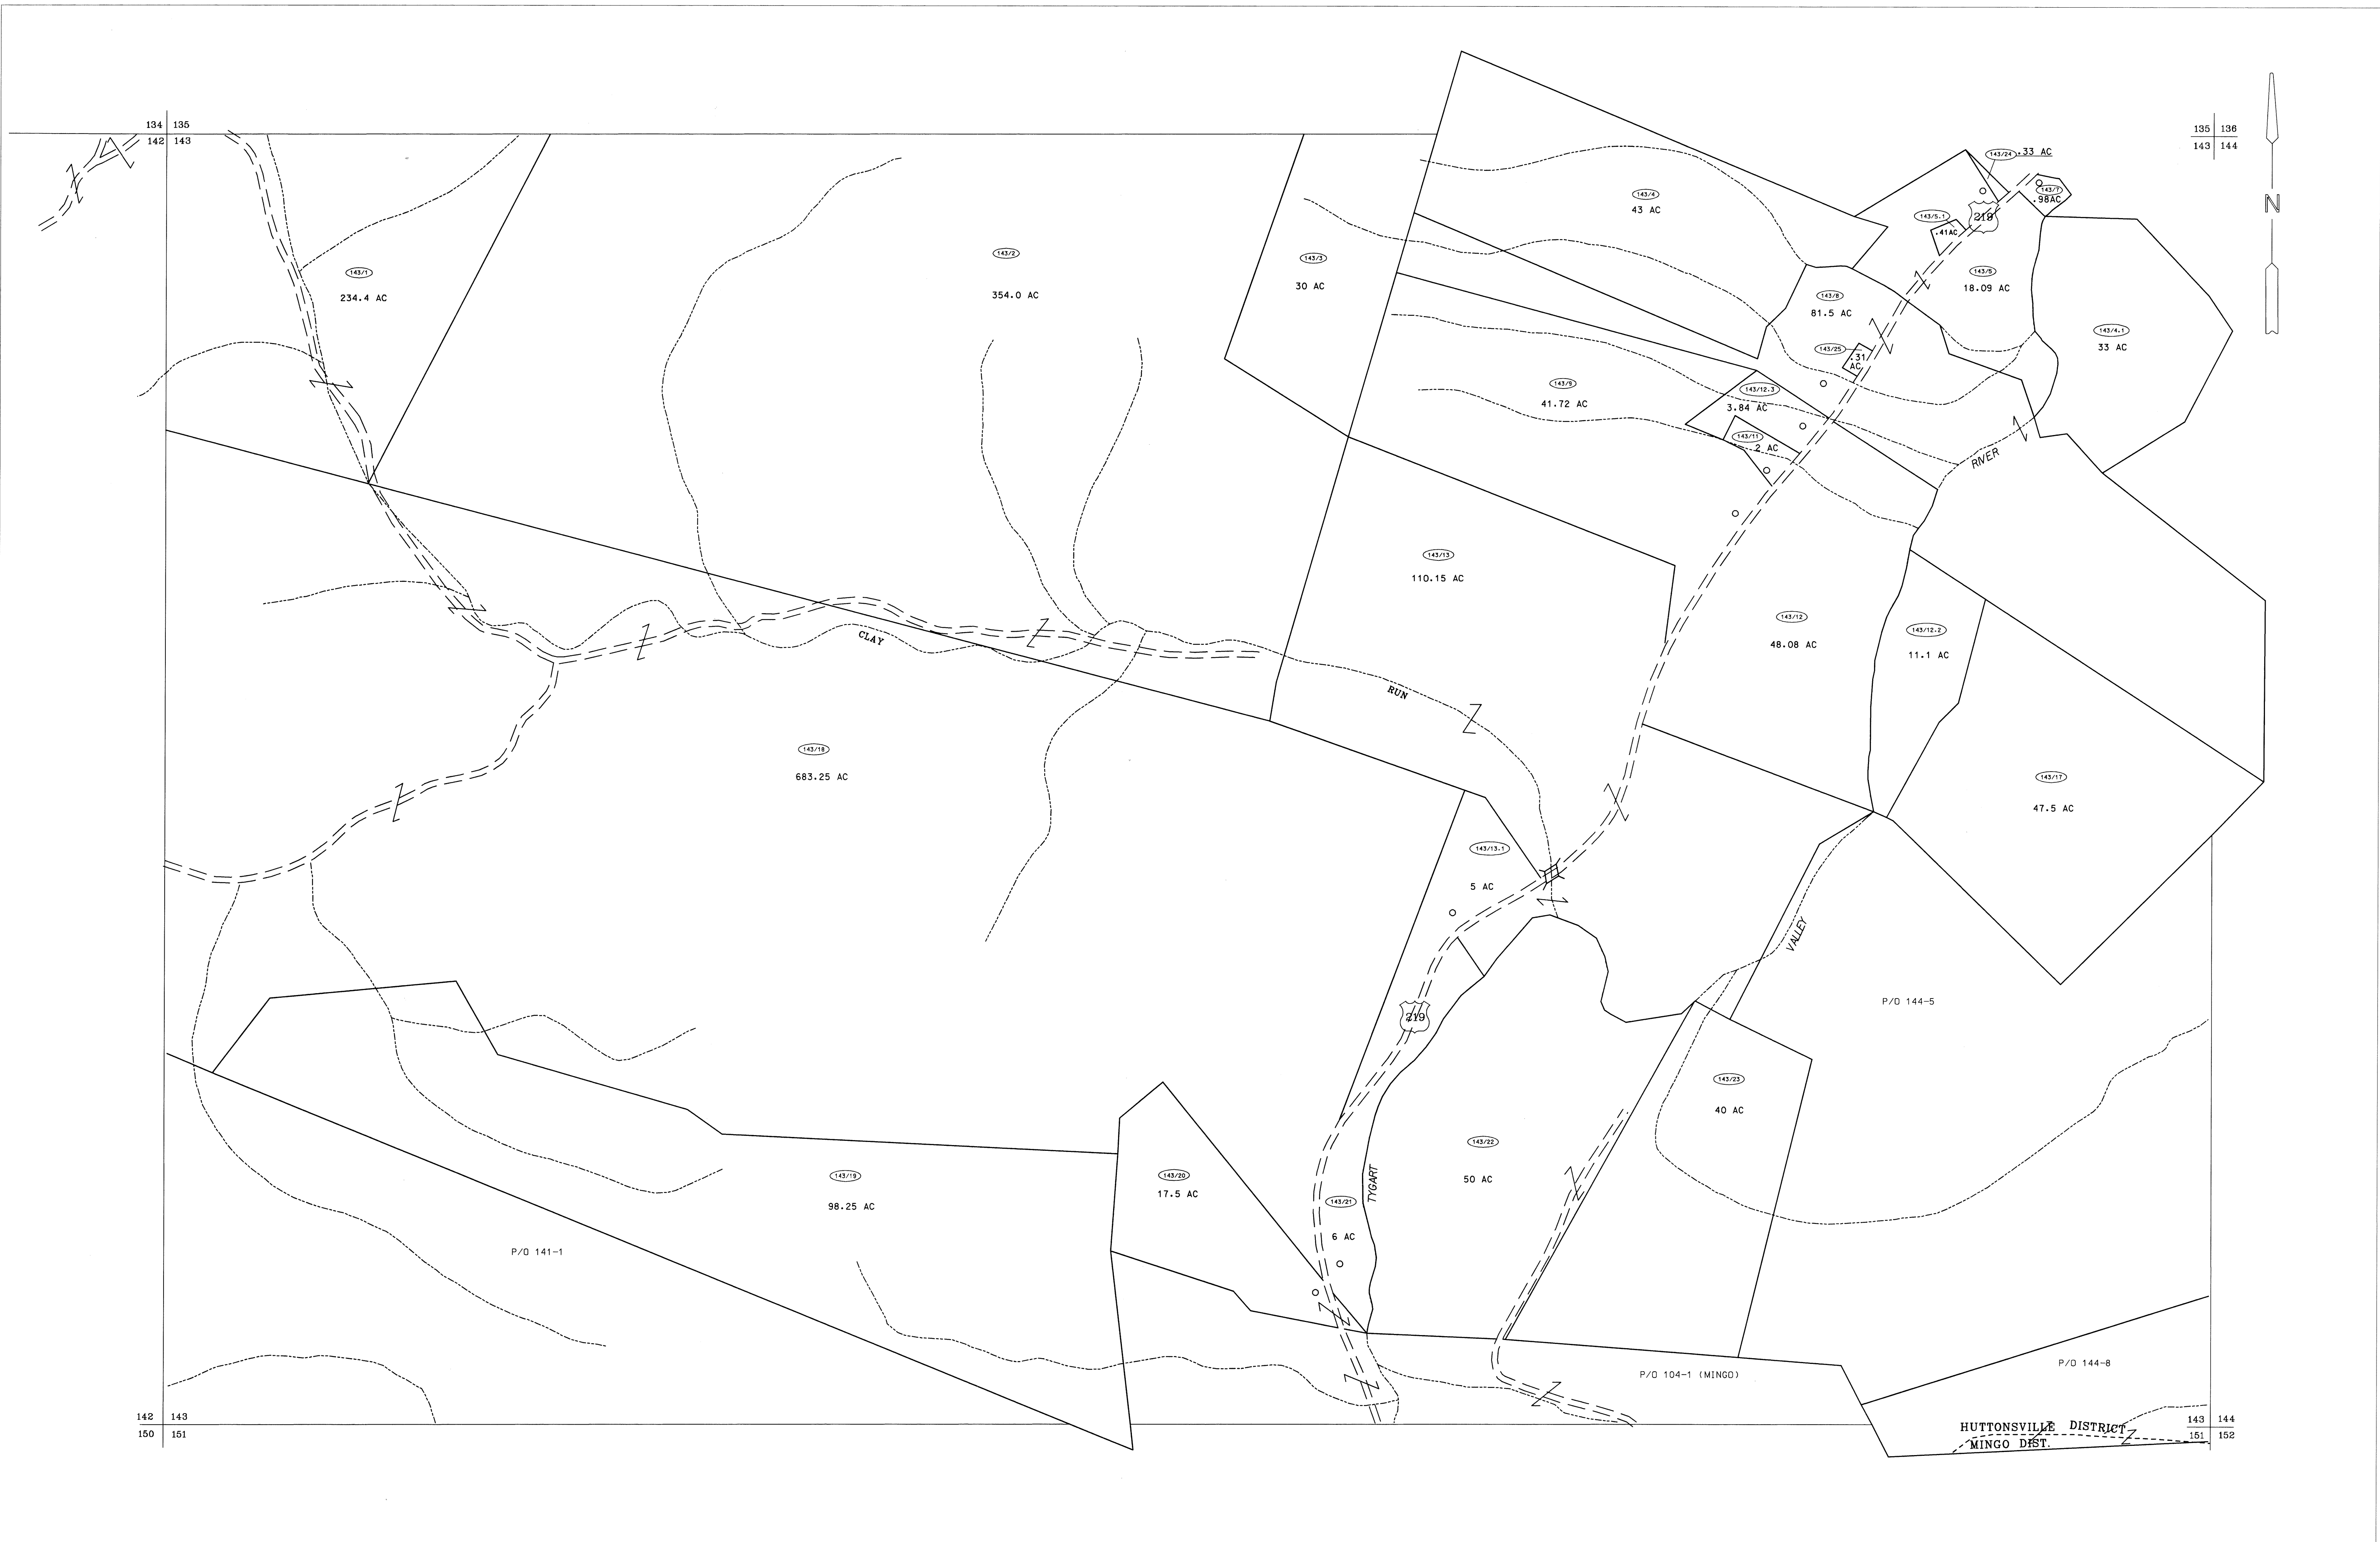 134 135
142 143
135 136
143 144
N
143/24 .33 AC
143/7
.98AC
143/4
43 AC
143/5.1
.41AC
219
143/1
234.4 AC
143/2
354.0 AC
143/3
30 AC
143/5
18.09 AC
143/8
81.5 AC
143/4.1
33 AC
143/25
.31
AC
143/9
41.72 AC
143/12.3
3.84 AC
143/11
2 AC
RIVER
143/13
110.15 AC
143/12
48.08 AC
143/12.2
11.1 AC
CLAY
RUN
143/18
683.25 AC
143/17
47.5 AC
143/13.1
5 AC
VALLEY
219
P/O 144-5
143/23
40 AC
143/22
50 AC
143/19
98.25 AC
143/20
17.5 AC
TYGART
143/21
6 AC
P/O 141-1
P/O 104-1 (MINGO)
P/O 144-8
142 143
150 151
HUTTONSVILLE DISTRICT
MINGO DIST.
143 144
151 152